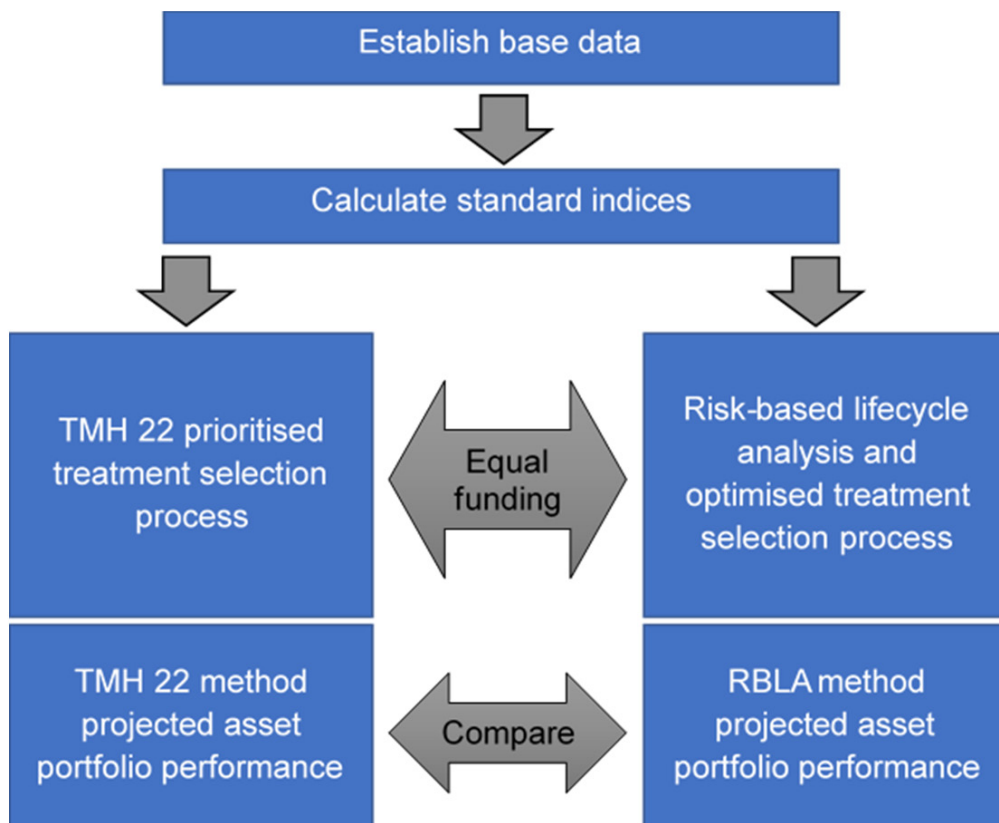 Establish base data
Calculate standard indices
TMH 22 prioritised
treatment selection
process
Equal
funding
Risk-based lifecycle
analysis and
optimised treatment
selection process
TMH 22 method
projected asset
portfolio performance
Compare
RBLA method
projected asset
portfolio performance